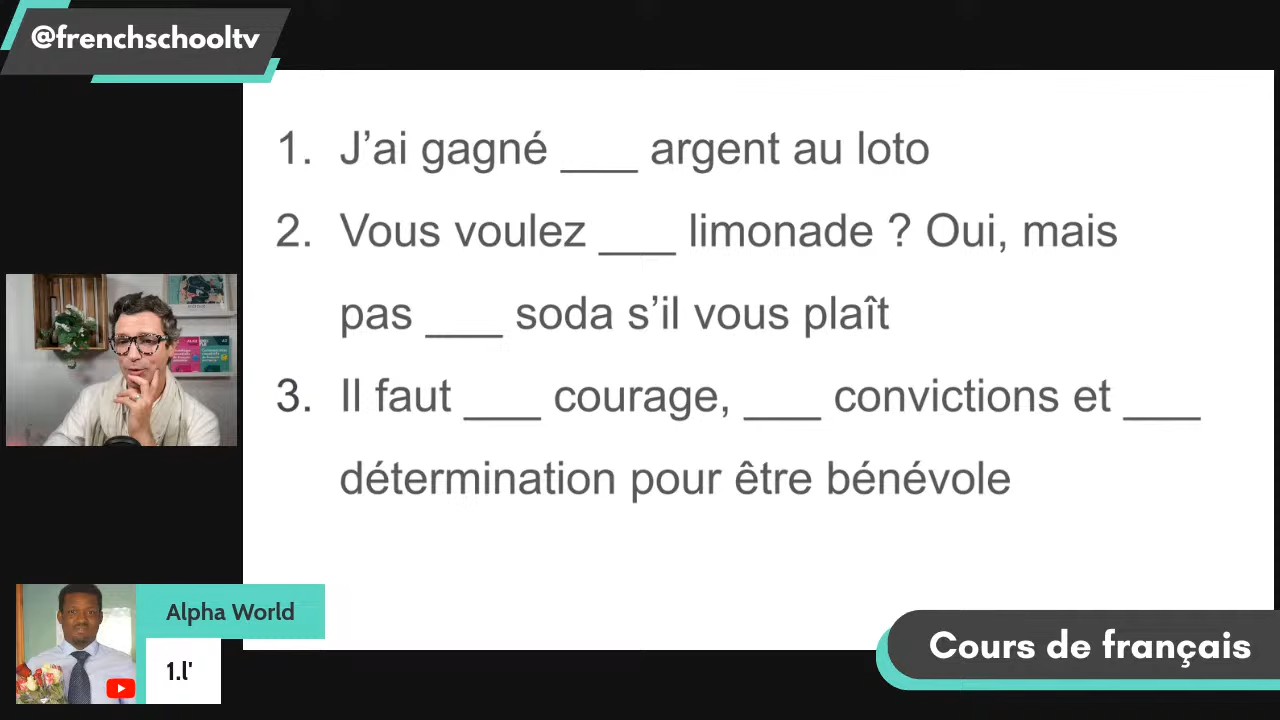 @frenchschooltv
1. J’ai gagné ___ argent au loto
2. Vous voulez ___ limonade ? Oui, mais
pas ___ soda s’il vous plaît
3. Il faut ___ courage, ___ convictions et ___
détermination pour être bénévole
Alpha World
1.l'
Cours de français